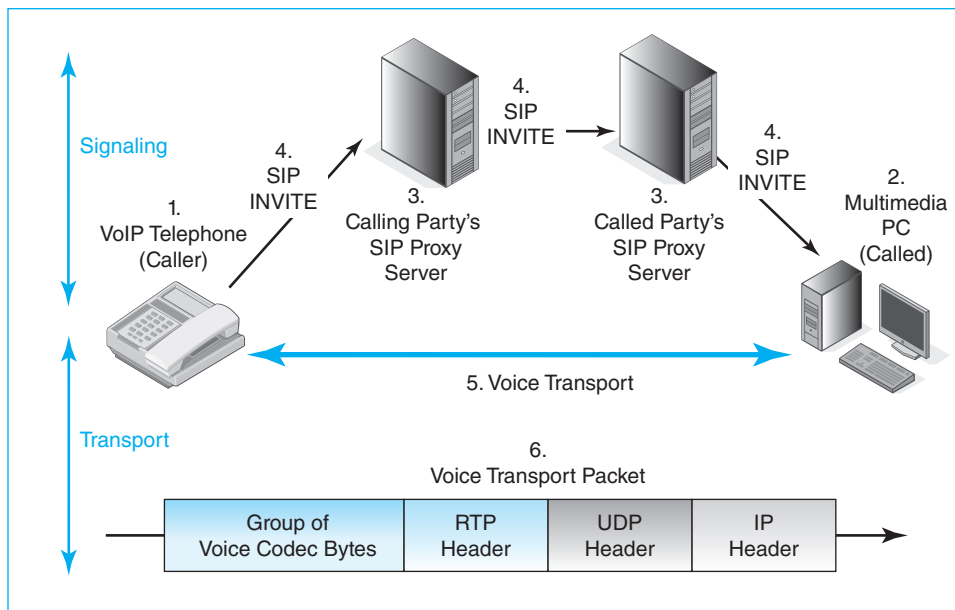 Signaling
4.
SIP
INVITE
4.
SIP
INVITE
4.
SIP
INVITE
1.
VoIP Telephone
(Caller)
3.
Calling Party’s
SIP Proxy
Server
3.
Called Party’s
SIP Proxy
Server
2.
Multimedia
PC
(Called)
5. Voice Transport
Transport
6.
Voice Transport Packet
Group of
Voice Codec Bytes
RTP
Header
UDP
Header
IP
Header